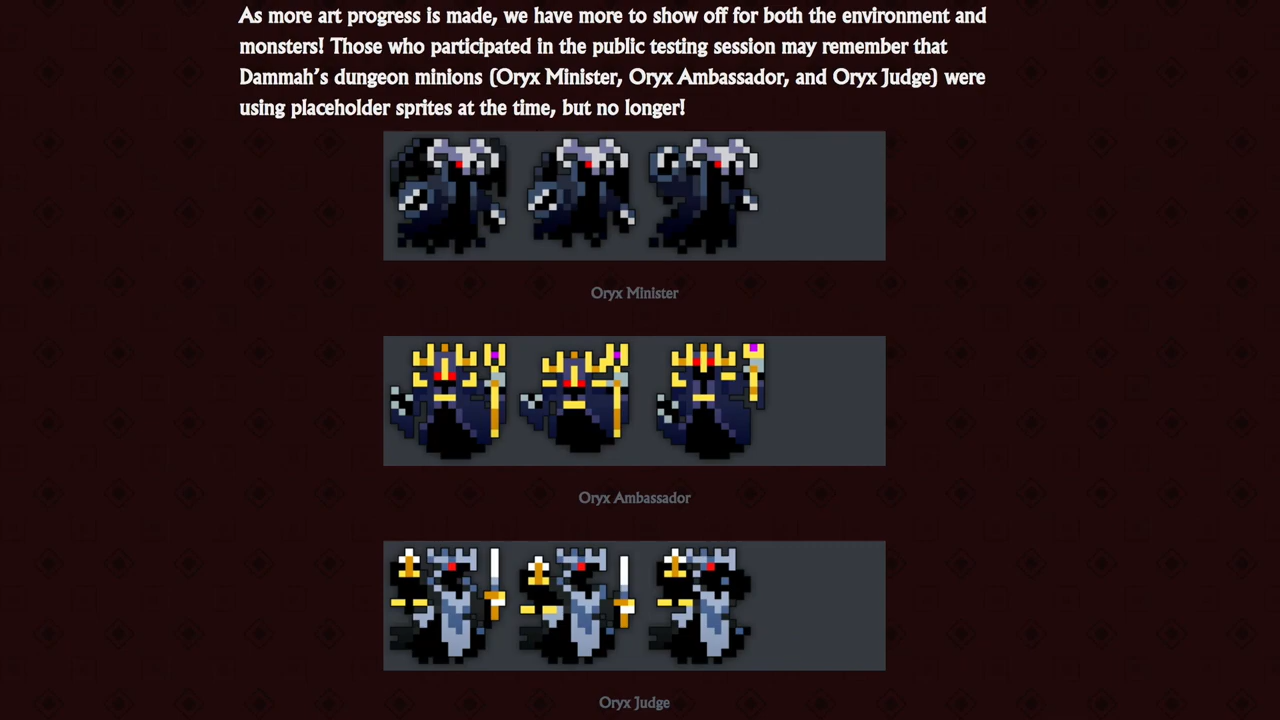 As more art progress is made, we have more to show off for both the environment and
monsters! Those who participated in the public testing session may remember that
Dammah's dungeon minions (Oryx Minister, Oryx Ambassador, and Oryx Judge) were
using placeholder sprites at the time, but no longer!
Oryx Minister
Oryx Ambassador
Oryx Judge